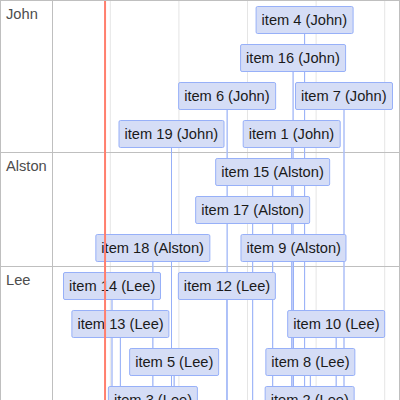 John
item 4 (John)
item 16 (John)
item 6 (John)
item 7 (John)
item 19 (John)
item 1 (John)
Alston
item 15 (Alston)
item 17 (Alston)
item 18 (Alston)
item 9 (Alston)
Lee
item 14 (Lee)
item 12 (Lee)
item 13 (Lee)
item 10 (Lee)
item 5 (Lee)
item 8 (Lee)
item 3 (Lee)
item 2 (Lee)